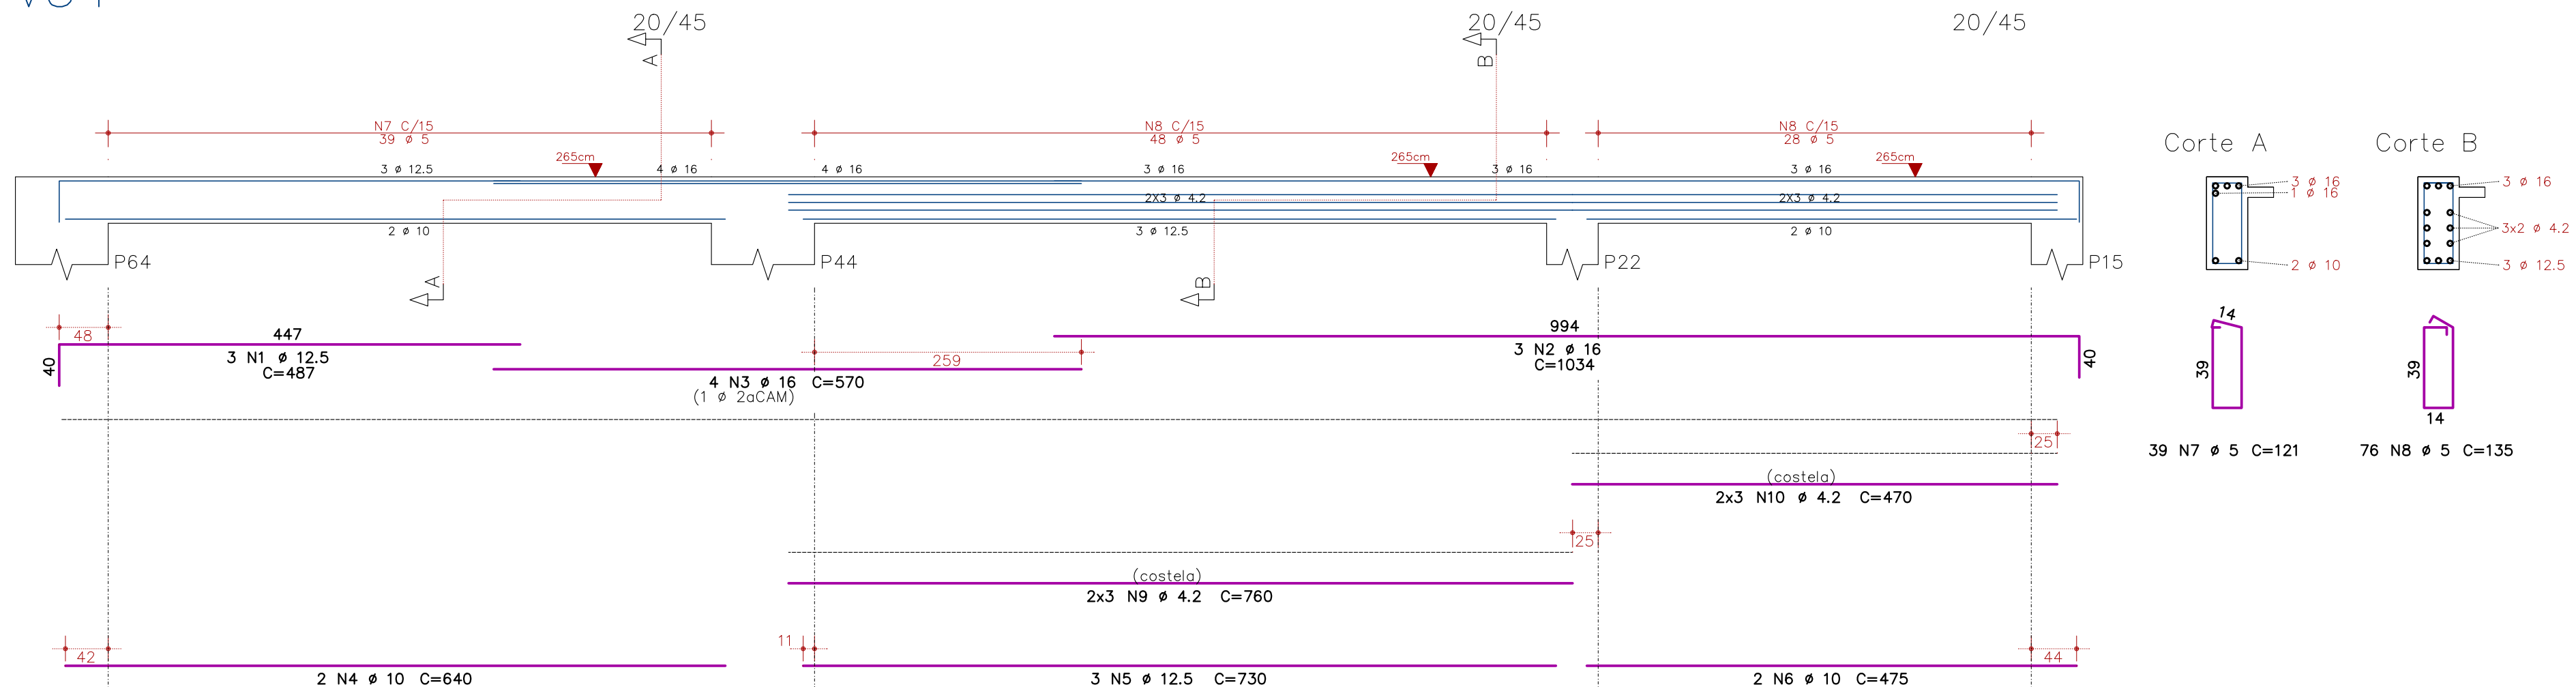 20/45 20/45 20/45
A B
N7 C/15 N8 C/15 N8 C/15
39 ø 5 48 ø 5 28 ø 5
Corte A Corte B
265cm 265cm 265cm
3 ø 12.5 4 ø 16 4 ø 16 3 ø 16 3 ø 16 3 ø 16
2X3 ø 4.2 2X3 ø 4.2
2 ø 10 3 ø 12.5 2 ø 10
P64 P44 P22 P15
A B
3 ø 16
1 ø 16
2 ø 10
3 ø 16
3x2 ø 4.2
3 ø 12.5
48 447
40 3 N1 ø 12.5
C=487
259
4 N3 ø 16 C=570
(1 ø 2aCAM)
994
3 N2 ø 16 40
C=1034
14
39
39
14
39 N7 ø 5 C=121 76 N8 ø 5 C=135
25
(costela)
2x3 N10 ø 4.2 C=470
25
(costela)
2x3 N9 ø 4.2 C=760
42 11 44
2 N4 ø 10 C=640 3 N5 ø 12.5 C=730 2 N6 ø 10 C=475